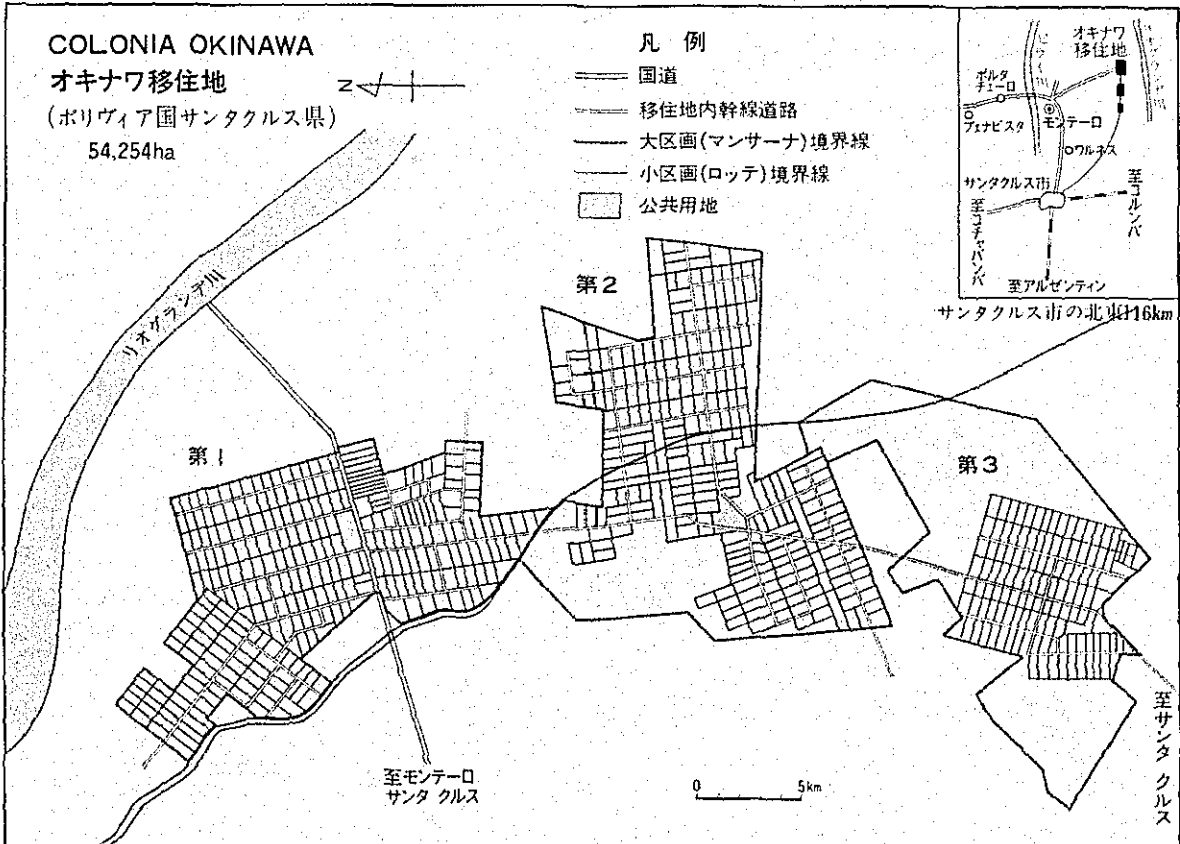 COLONIA OKINAWA
オキナワ移住地
(ボリヴィア国サンタクルス県)
54,254ha
N
凡 例
国道
移住地内幹線道路
大区画(マンサーナ)境界線
小区画(ロッテ)境界線
公共用地
オキナワ
移住地
ポルタ
チェーロ
ブエナビスタ
モンテーロ
ワルネス
サンタクルス市
至コチャバンバ
至コルンバ
至アルゼンティン
サンタクルス市の北東116km
リオグランデ川
第1
第2
第3
至モンテーロ
サンタ クルス
0 5km
至サンタ クルス